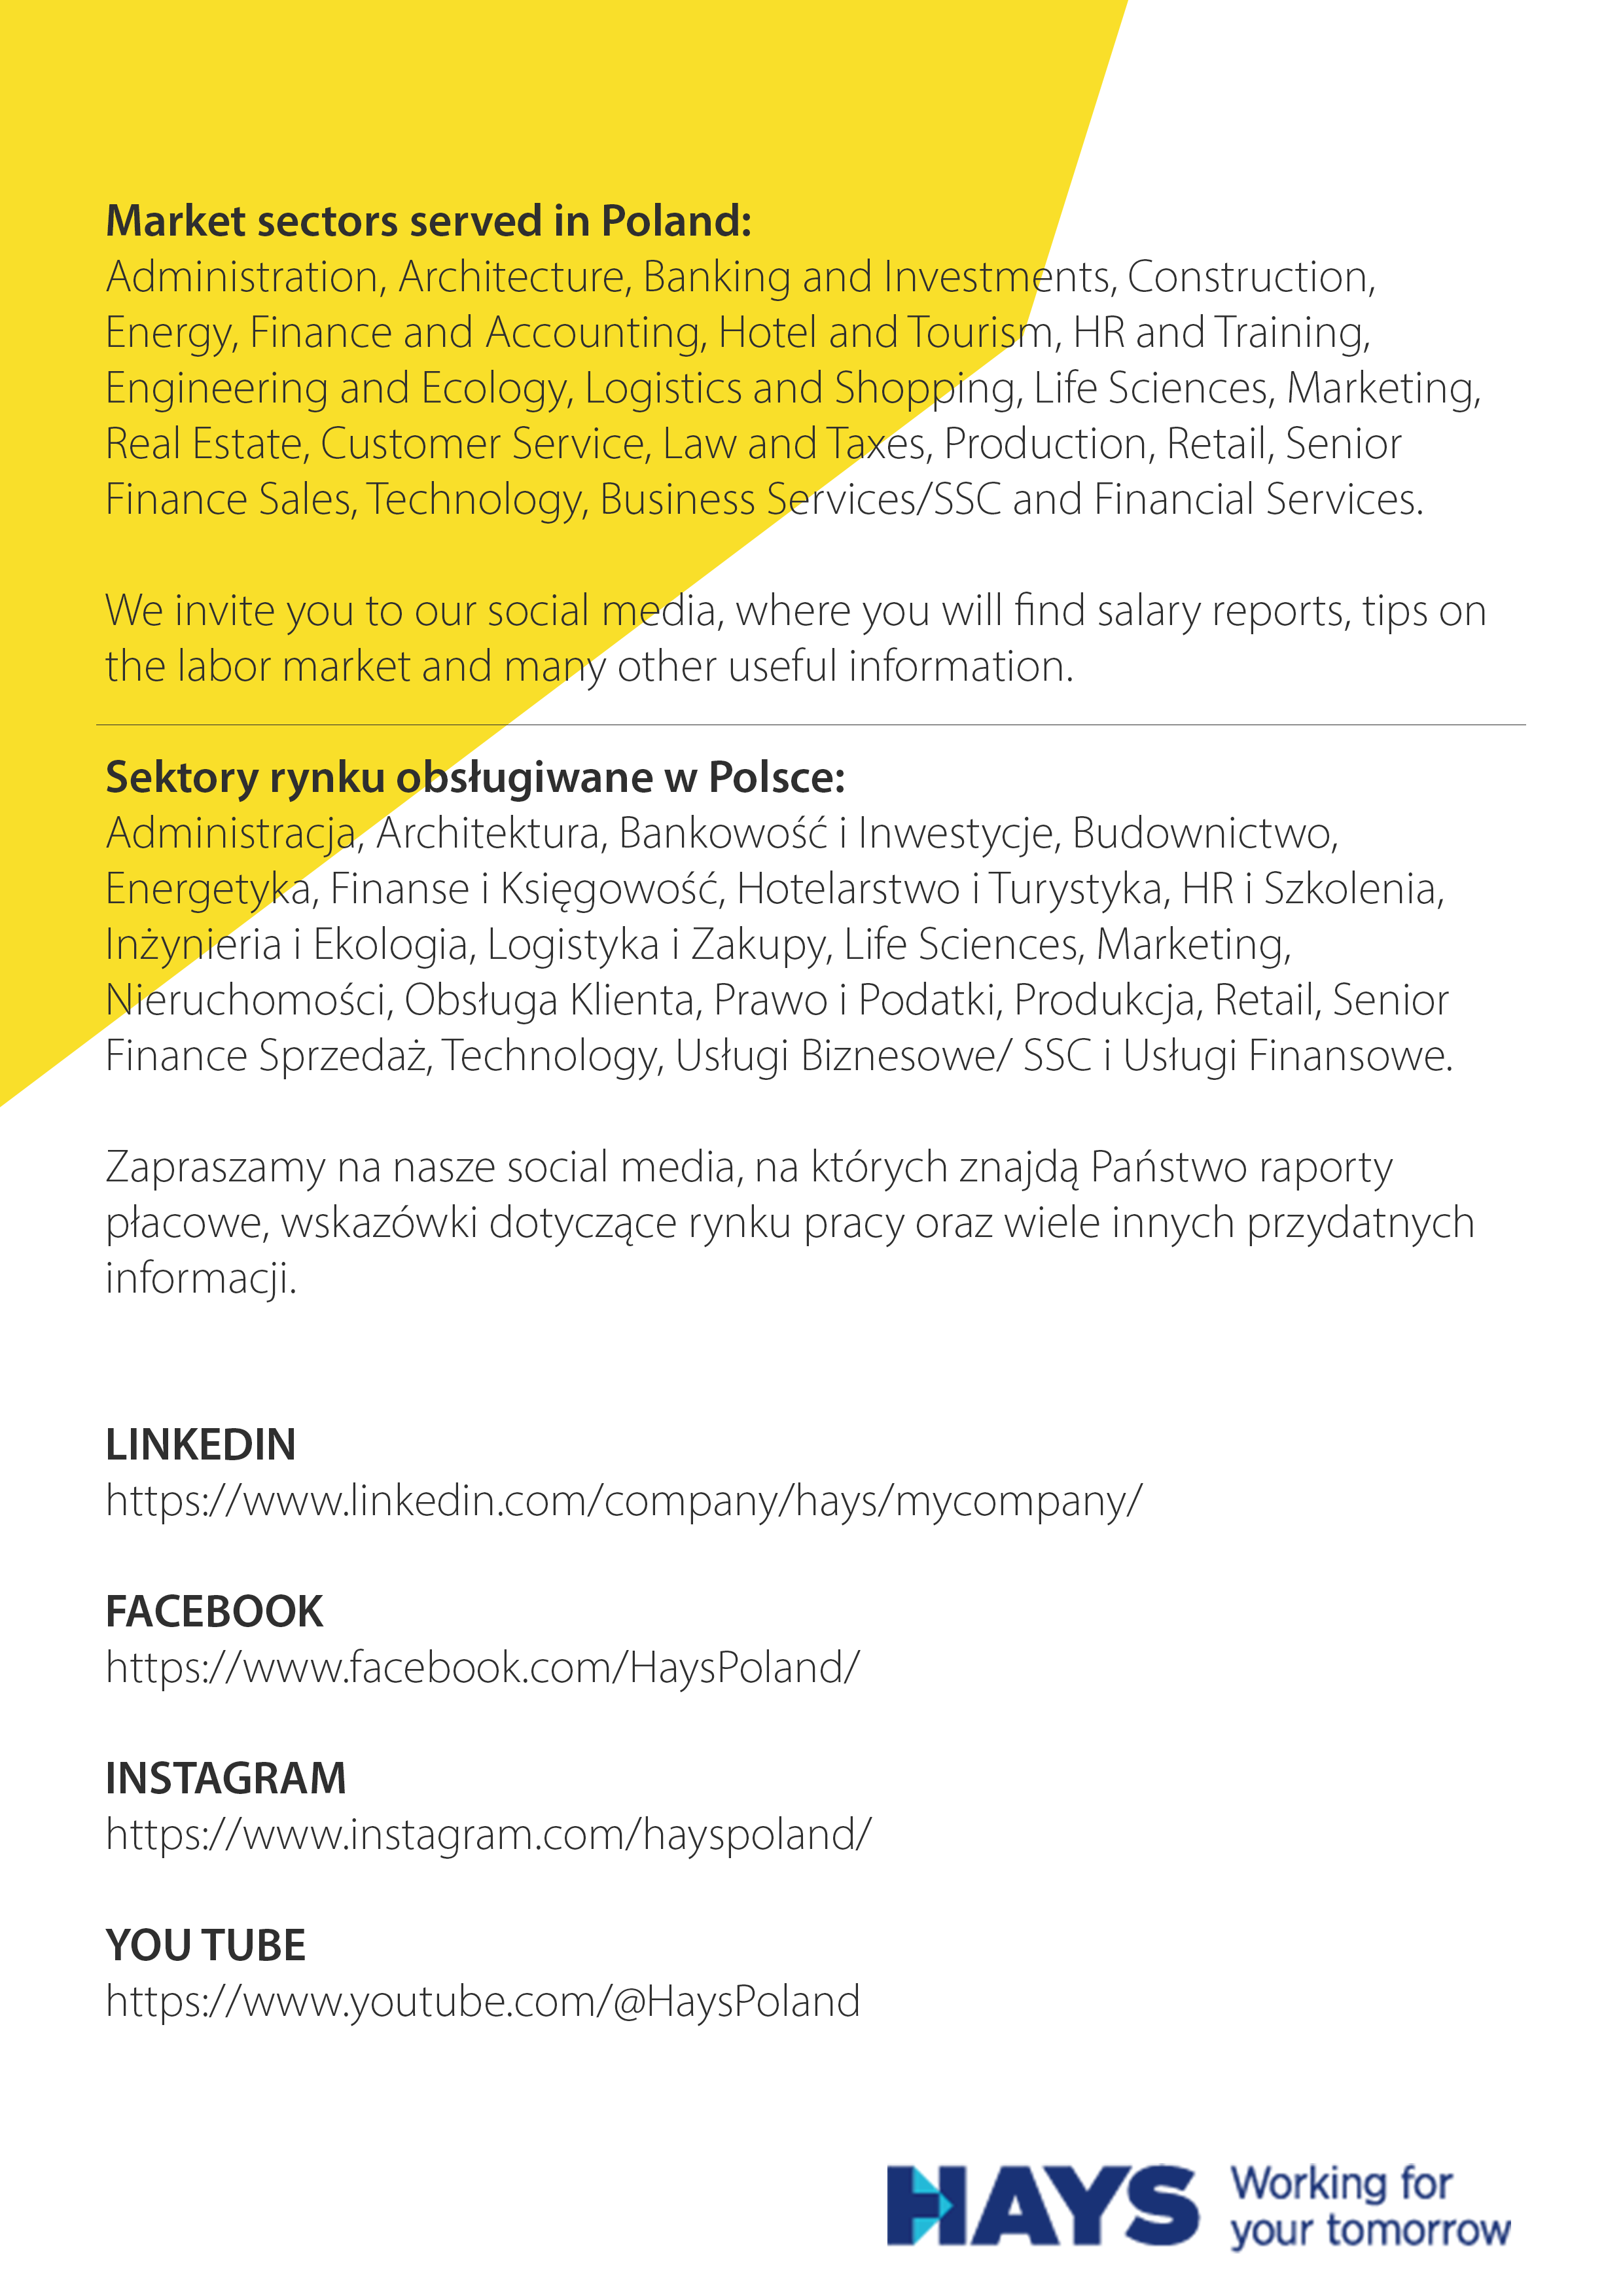 Market sectors served in Poland:
Administration, Architecture, Banking and Investments, Construction,
Energy, Finance and Accounting, Hotel and Tourism, HR and Training,
Engineering and Ecology, Logistics and Shopping, Life Sciences, Marketing,
Real Estate, Customer Service, Law and Taxes, Production, Retail, Senior
Finance Sales, Technology, Business Services/SSC and Financial Services.
We invite you to our social media, where you will find salary reports, tips on
the labor market and many other useful information.
Sektory rynku obsługiwane w Polsce:
Administracja, Architektura, Bankowość i Inwestycje, Budownictwo,
Energetyka, Finanse i Księgowość, Hotelarstwo i Turystyka, HR i Szkolenia,
Inżynieria i Ekologia, Logistyka i Zakupy, Life Sciences, Marketing,
Nieruchomości, Obsługa Klienta, Prawo i Podatki, Produkcja, Retail, Senior
Finance Sprzedaż, Technology, Usługi Biznesowe/ SSC i Usługi Finansowe.
Zapraszamy na nasze social media, na których znajdą Państwo raporty
płacowe, wskazówki dotyczące rynku pracy oraz wiele innych przydatnych
informacji.
LINKEDIN
https://www.linkedin.com/company/hays/mycompany/
FACEBOOK
https://www.facebook.com/HaysPoland/
INSTAGRAM
https://www.instagram.com/hayspoland/
YOU TUBE
https://www.youtube.com/@HaysPoland
HAYS
Working for
your tomorrow